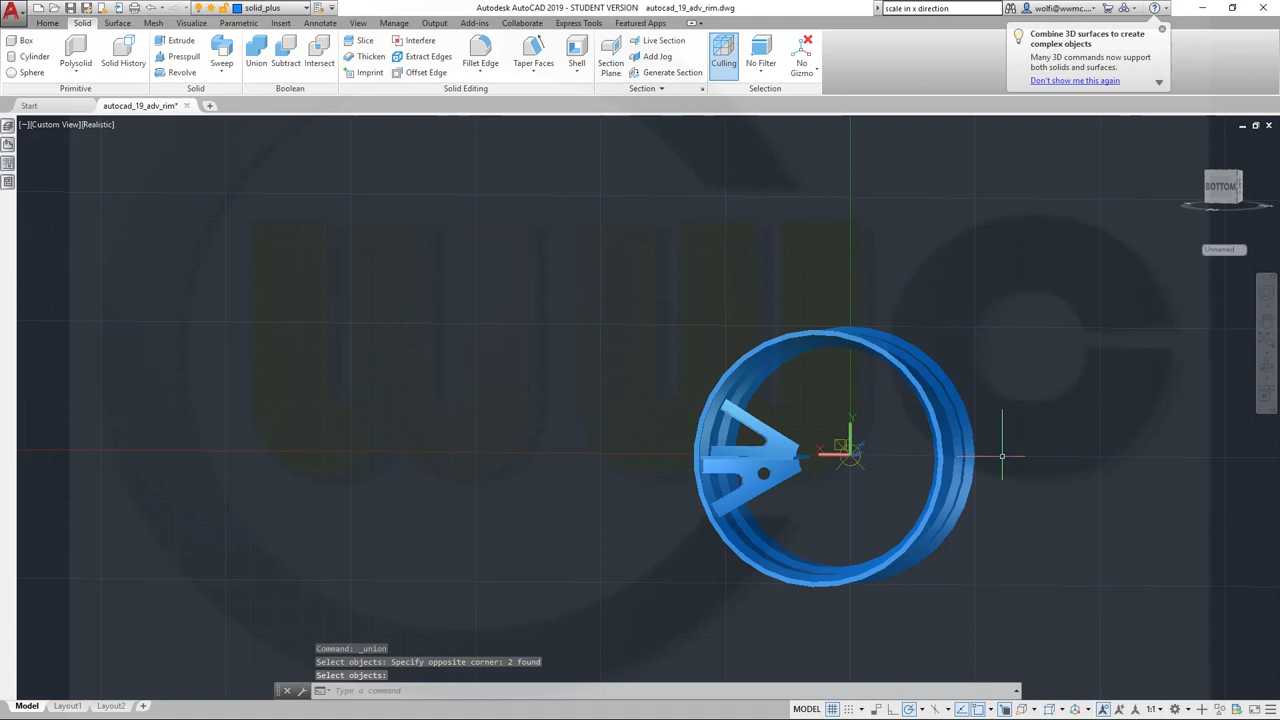 solid_plus
Autodesk AutoCAD 2019 - STUDENT VERSION autocad_19_adv_rim.dwg
scale in x direction
wolfi@wwmc...
Home Solid Surface Mesh Visualize Parametric Insert Annotate View Manage Output Add-ins Collaborate Express Tools Featured Apps
Box
Cylinder
Sphere
Polysolid
Solid History
Extrude
Presspull
Revolve
Sweep
Union
Subtract
Intersect
Interfere
Thicken
Imprint
Extract Edges
Offset Edge
Fillet Edge
Taper Faces
Shell
Section
Plane
Live Section
Add Jog
Generate Section
Culling
No Filter
No
Gizmo
Primitive
Solid
Boolean
Solid Editing
Section
Selection
Combine 3D surfaces to create
complex objects
Many 3D commands now support
both solids and surfaces.
Don't show me this again
Start
autocad_19_adv_rim*
[−][Custom View][Realistic]
BOTTOM
Unnamed
X
Y
Command: _union
Select objects: Specify opposite corner: 2 found
Select objects:
Type a command
Model Layout1 Layout2
MODEL
1:1